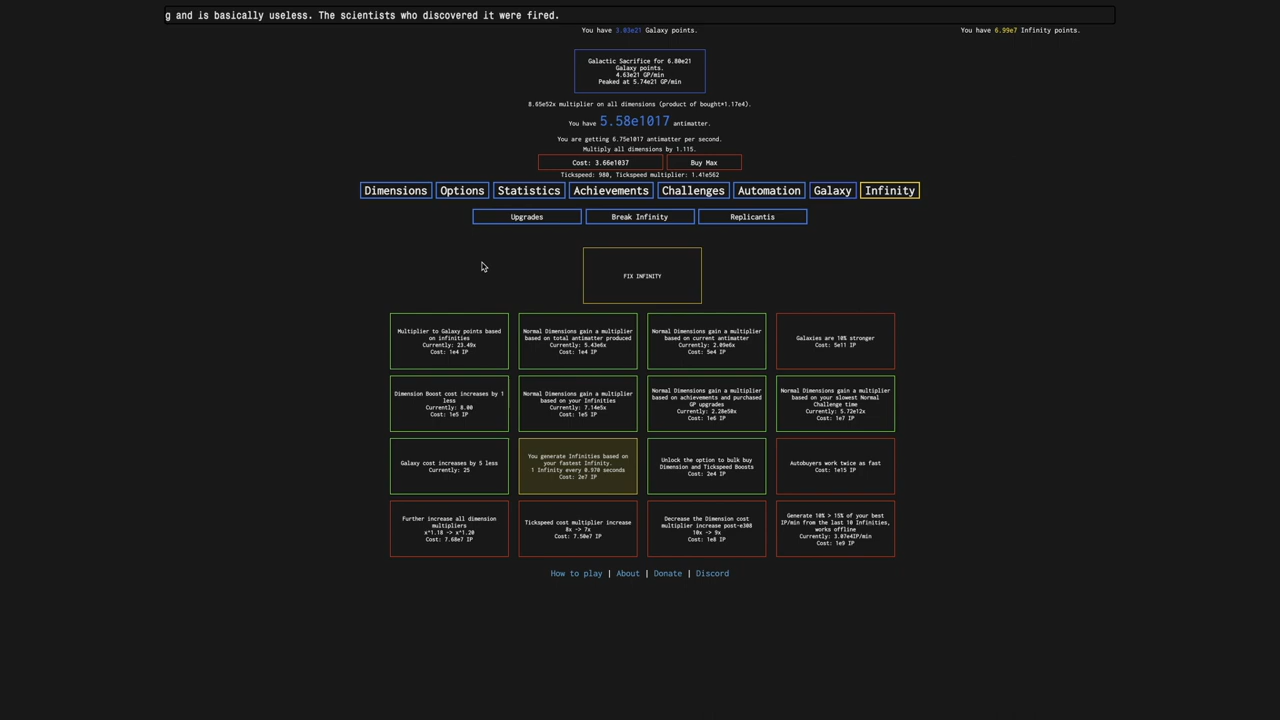 g and is basically useless. The scientists who discovered it were fired.
You have 3.03e21 Galaxy points.
You have 6.99e7 Infinity points.
Galactic Sacrifice for 6.80e21
Galaxy points.
4.63e21 GP/min
Peaked at 5.74e21 GP/min
8.65e52x multiplier on all dimensions (product of bought*1.17e4).
You have 5.58e1017 antimatter.
You are getting 6.75e1017 antimatter per second.
Multiply all dimensions by 1.115.
Cost: 3.66e1037
Buy Max
Tickspeed: 980, Tickspeed multiplier: 1.41e562
Dimensions
Options
Statistics
Achievements
Challenges
Automation
Galaxy
Infinity
Upgrades
Break Infinity
Replicantis
FIX INFINITY
Multiplier to Galaxy points based
on infinities
Currently: 23.49x
Cost: 1e4 IP
Normal Dimensions gain a multiplier
based on total antimatter produced
Currently: 5.43e6x
Cost: 1e4 IP
Normal Dimensions gain a multiplier
based on current antimatter
Currently: 2.09e6x
Cost: 5e4 IP
Galaxies are 10% stronger
Cost: 5e11 IP
Dimension Boost cost increases by 1
less
Currently: 8.00
Cost: 1e5 IP
Normal Dimensions gain a multiplier
based on your Infinities
Currently: 7.14e5x
Cost: 1e5 IP
Normal Dimensions gain a multiplier
based on achievements and purchased
GP upgrades
Currently: 2.28e50x
Cost: 1e6 IP
Normal Dimensions gain a multiplier
based on your slowest Normal
Challenge time
Currently: 5.72e12x
Cost: 1e7 IP
Galaxy cost increases by 5 less
Currently: 25
You generate Infinities based on
your fastest Infinity.
1 Infinity every 0.970 seconds
Cost: 2e7 IP
Unlock the option to bulk buy
Dimension and Tickspeed Boosts
Cost: 2e4 IP
Autobuyers work twice as fast
Cost: 1e15 IP
Further increase all dimension
multipliers
x^1.18 -> x^1.20
Cost: 7.68e7 IP
Tickspeed cost multiplier increase
8x -> 7x
Cost: 7.50e7 IP
Decrease the Dimension cost
multiplier increase post-e308
10x -> 9x
Cost: 1e8 IP
Generate 10% > 15% of your best
IP/min from the last 10 Infinities,
works offline
Currently: 3.07e4IP/min
Cost: 1e9 IP
How to play | About | Donate | Discord